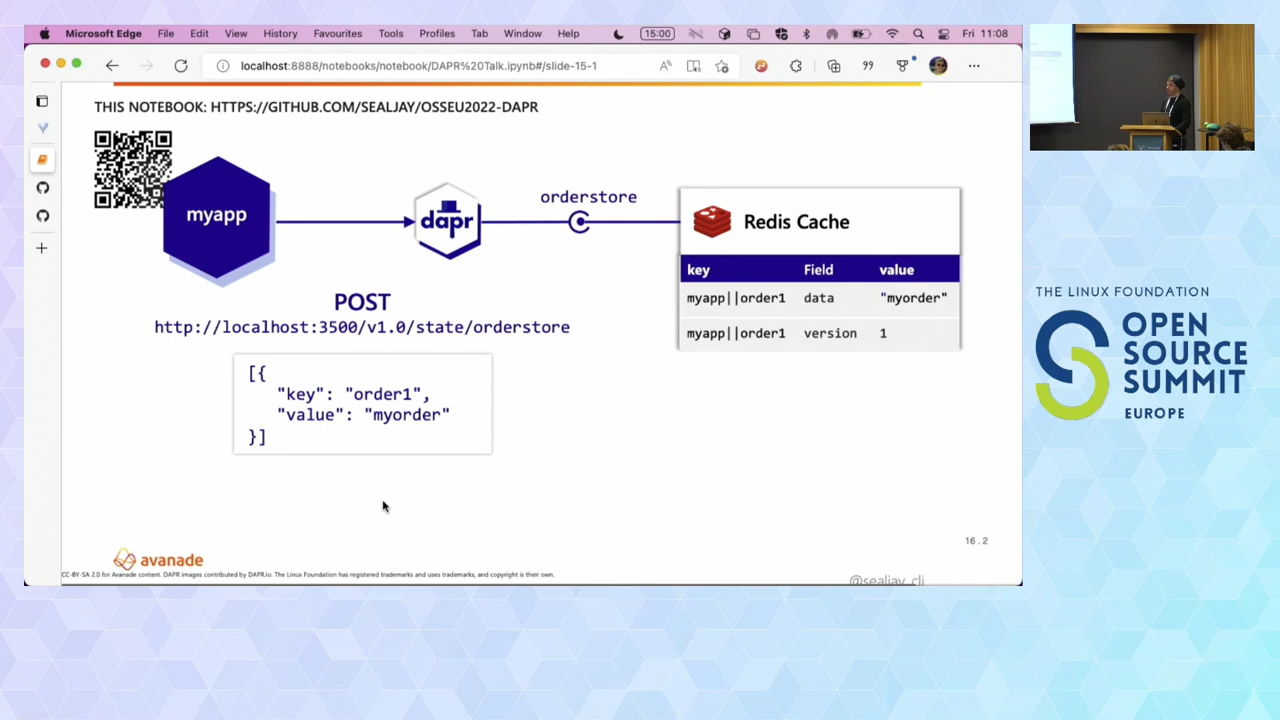 Microsoft Edge File Edit View History Favourites Tools Profiles Tab Window Help 15:00 Fri 11:08
localhost:8888/notebooks/notebook/DAPR%20Talk.ipynb#/slide-15-1
THIS NOTEBOOK: HTTPS://GITHUB.COM/SEALJAY/OSSEU2022-DAPR
myapp
dapr
orderstore
Redis Cache
key Field value
myapp||order1 data "myorder"
myapp||order1 version 1
POST
http://localhost:3500/v1.0/state/orderstore
[{
"key": "order1",
"value": "myorder"
}]
16.2
avanade
CC-BY-SA 2.0 for Avanade content. DAPR images contributed by DAPR.io. The Linux Foundation has registered trademarks and uses trademarks, and copyright is their own.
@sealjay_cli
THE LINUX FOUNDATION
OPEN
SOURCE
SUMMIT
EUROPE